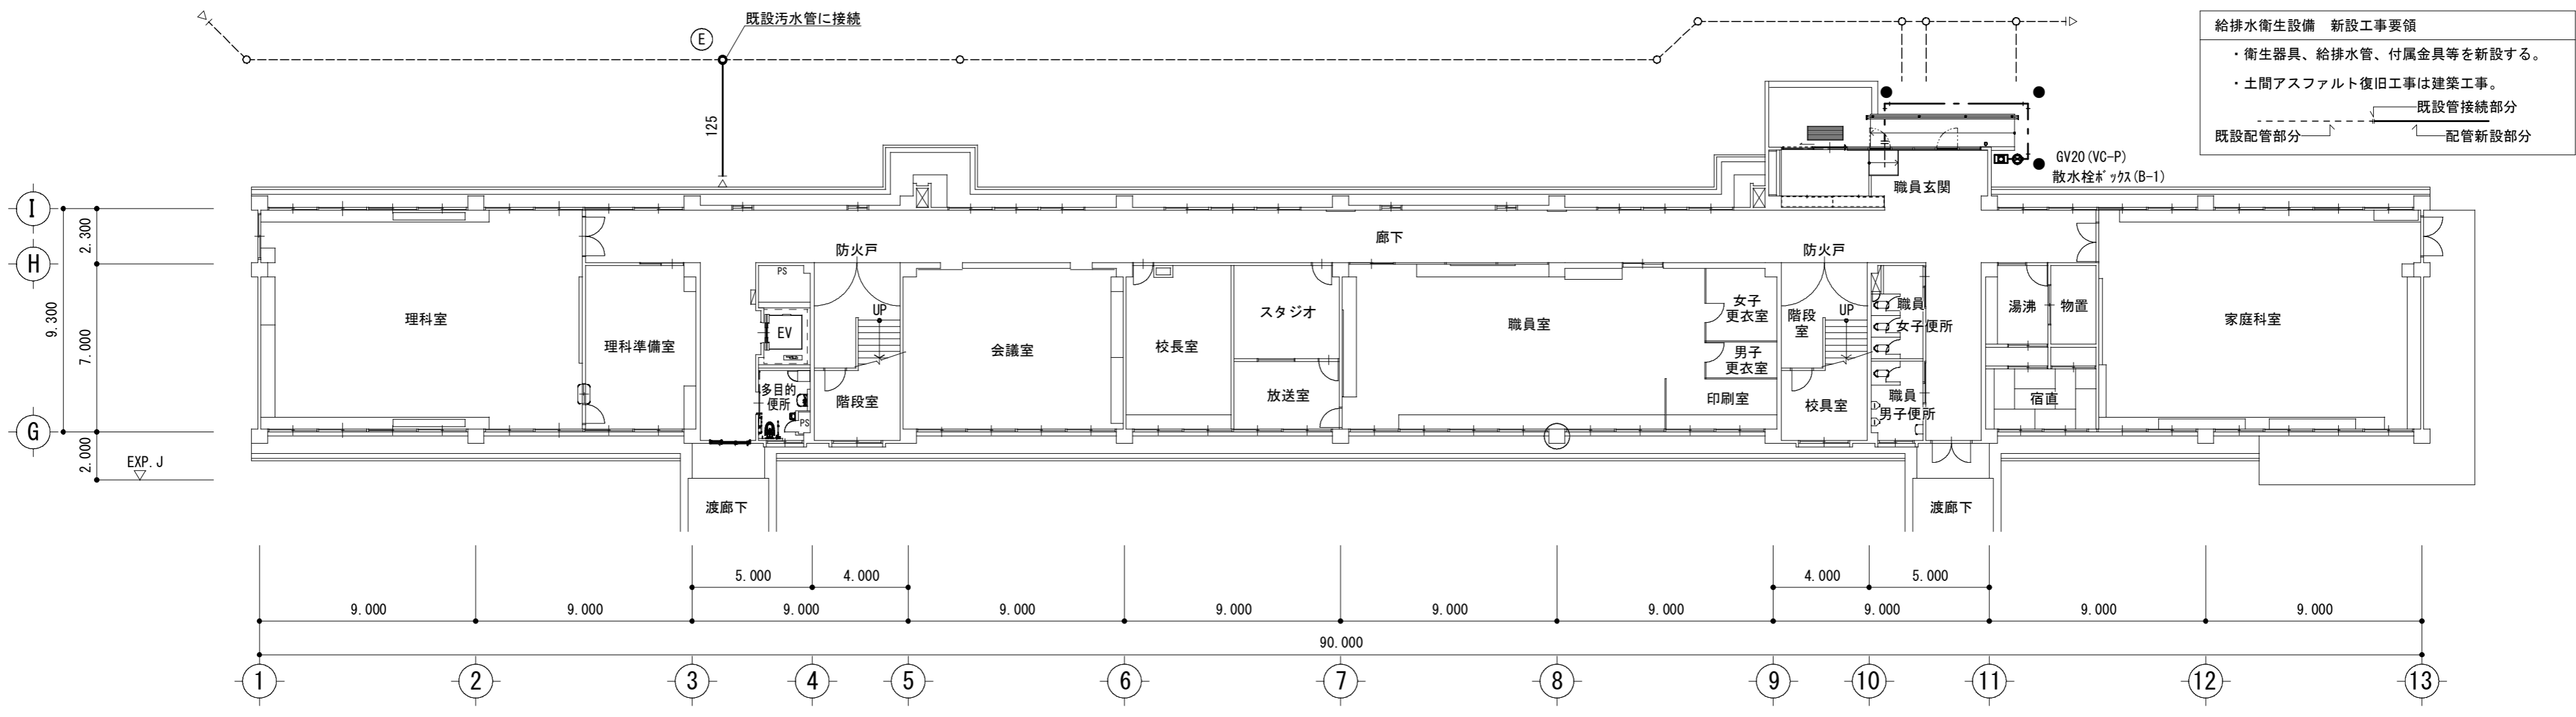 既設汚水管に接続
E
125
給排水衛生設備 新設工事要領
・衛生器具、給排水管、付属金具等を新設する。
・土間アスファルト復旧工事は建築工事。
既設管接続部分
既設配管部分
配管新設部分
GV20(VC-P)
散水栓ボックス(B-1)
職員玄関
I
H
G
2.300
9.300
7.000
2.000
EXP.J
防火戸
廊下
防火戸
理科室
理科準備室
PS
EV
多目的
便所
PS
UP
階段室
会議室
校長室
スタジオ
放送室
職員室
女子
更衣室
男子
更衣室
印刷室
階段
室
UP
校具室
職員
女子便所
職員
男子便所
湯沸
物置
宿直
家庭科室
渡廊下
渡廊下
5.000
4.000
4.000
5.000
9.000
9.000
9.000
9.000
9.000
9.000
9.000
9.000
9.000
9.000
90.000
1
2
3
4
5
6
7
8
9
10
11
12
13